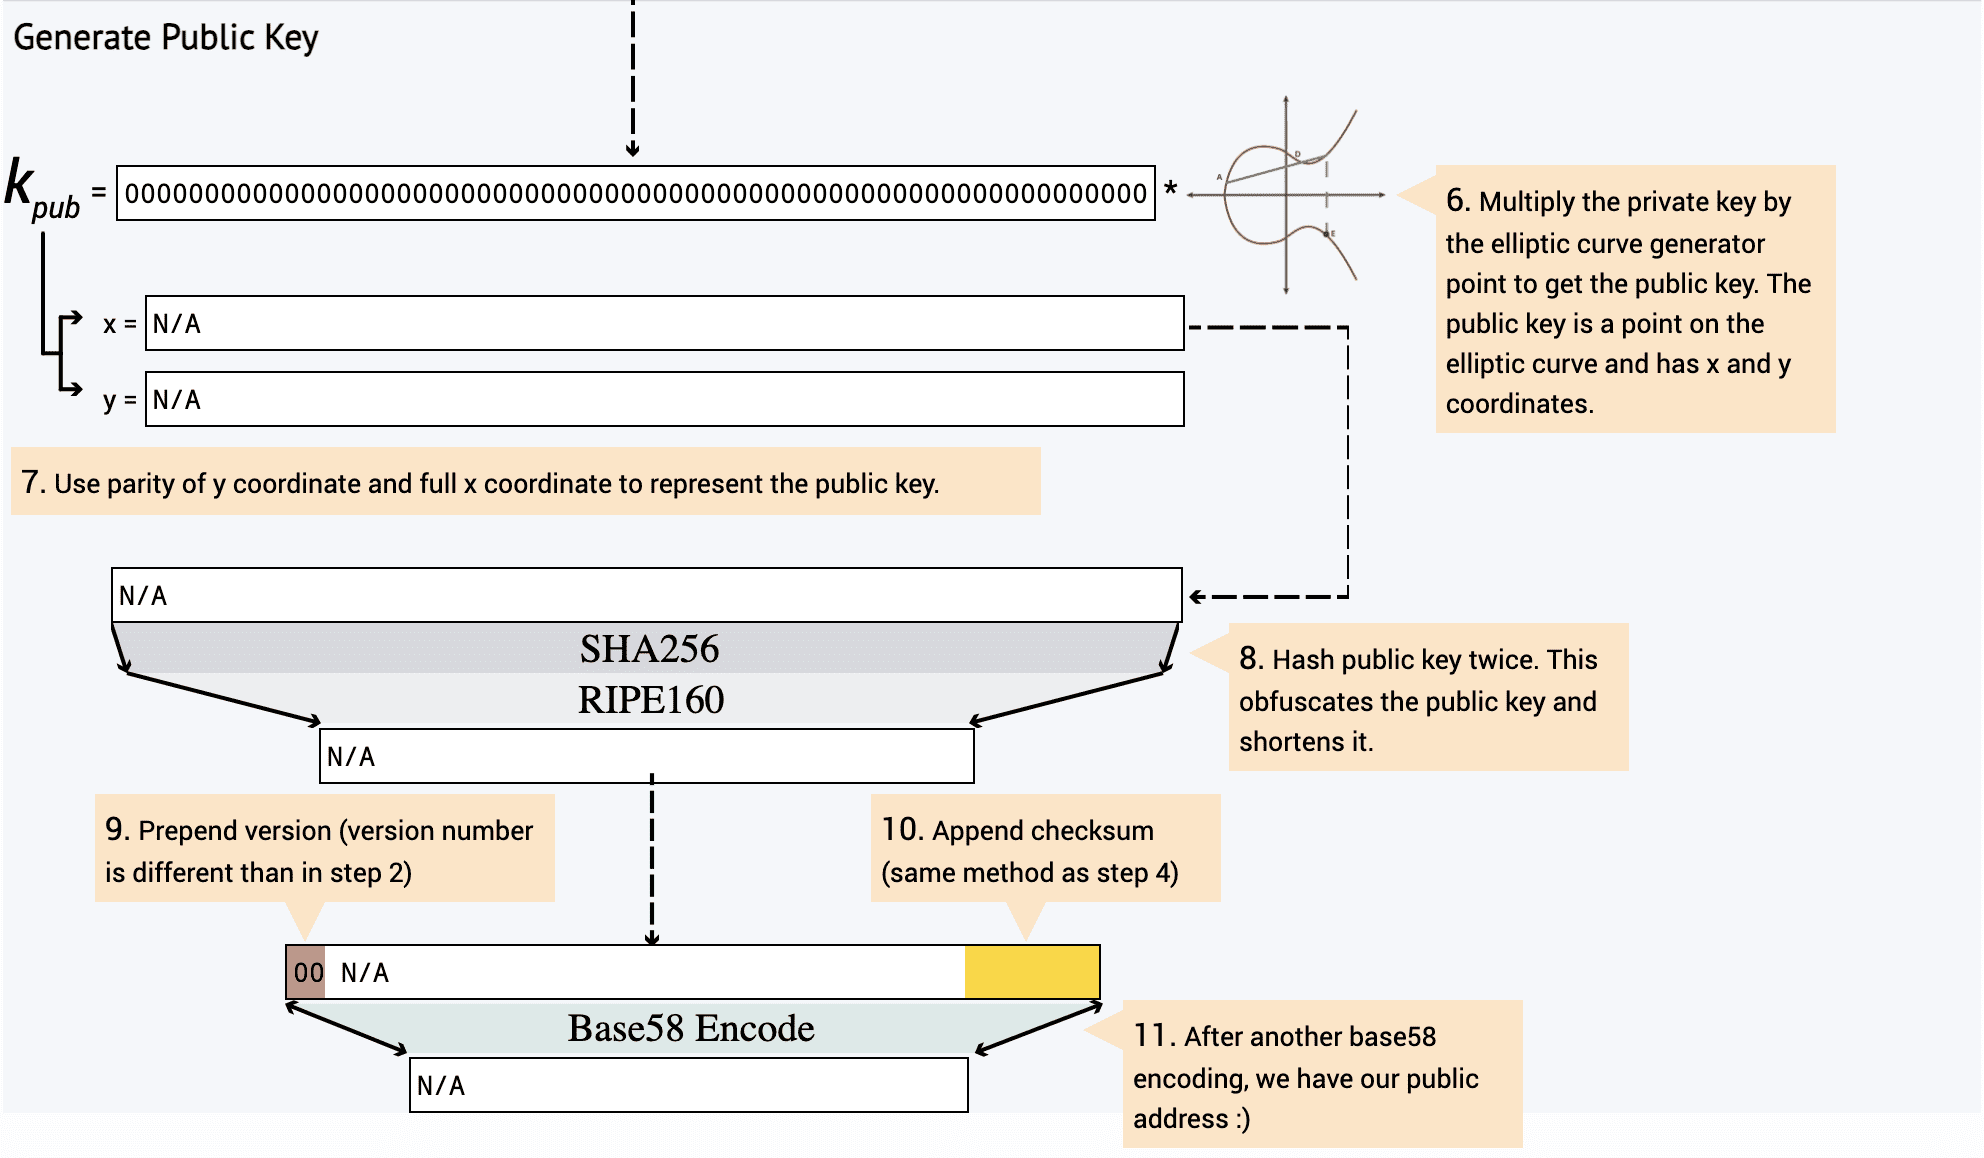 Generate Public Key
kpub = 0000000000000000000000000000000000000000000000000000000000000000 *
A
D
E
6. Multiply the private key by
the elliptic curve generator
point to get the public key. The
public key is a point on the
elliptic curve and has x and y
coordinates.
x = N/A
y = N/A
7. Use parity of y coordinate and full x coordinate to represent the public key.
N/A
SHA256
RIPE160
8. Hash public key twice. This
obfuscates the public key and
shortens it.
N/A
9. Prepend version (version number
is different than in step 2)
10. Append checksum
(same method as step 4)
00 N/A
Base58 Encode
11. After another base58
encoding, we have our public
address :)
N/A